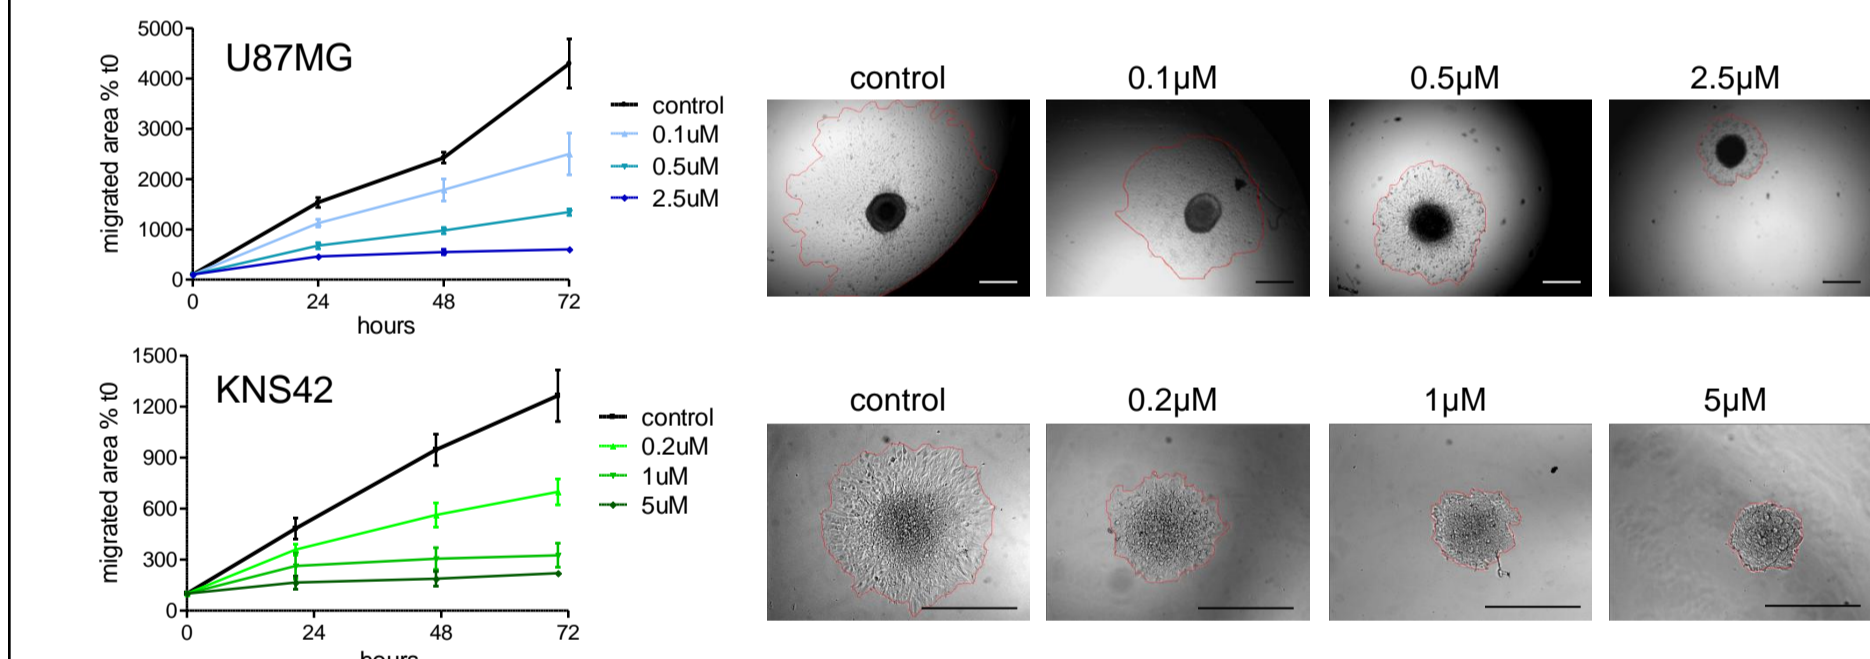 U87MG
migrated area % t0
5000
4000
3000
2000
1000
0
0 24 48 72
hours
control
0.1uM
0.5uM
2.5uM
control 0.1µM 0.5µM 2.5µM
KNS42
migrated area % t0
1500
1200
900
600
300
0
0 24 48 72
hours
control
0.2uM
1uM
5uM
control 0.2µM 1µM 5µM